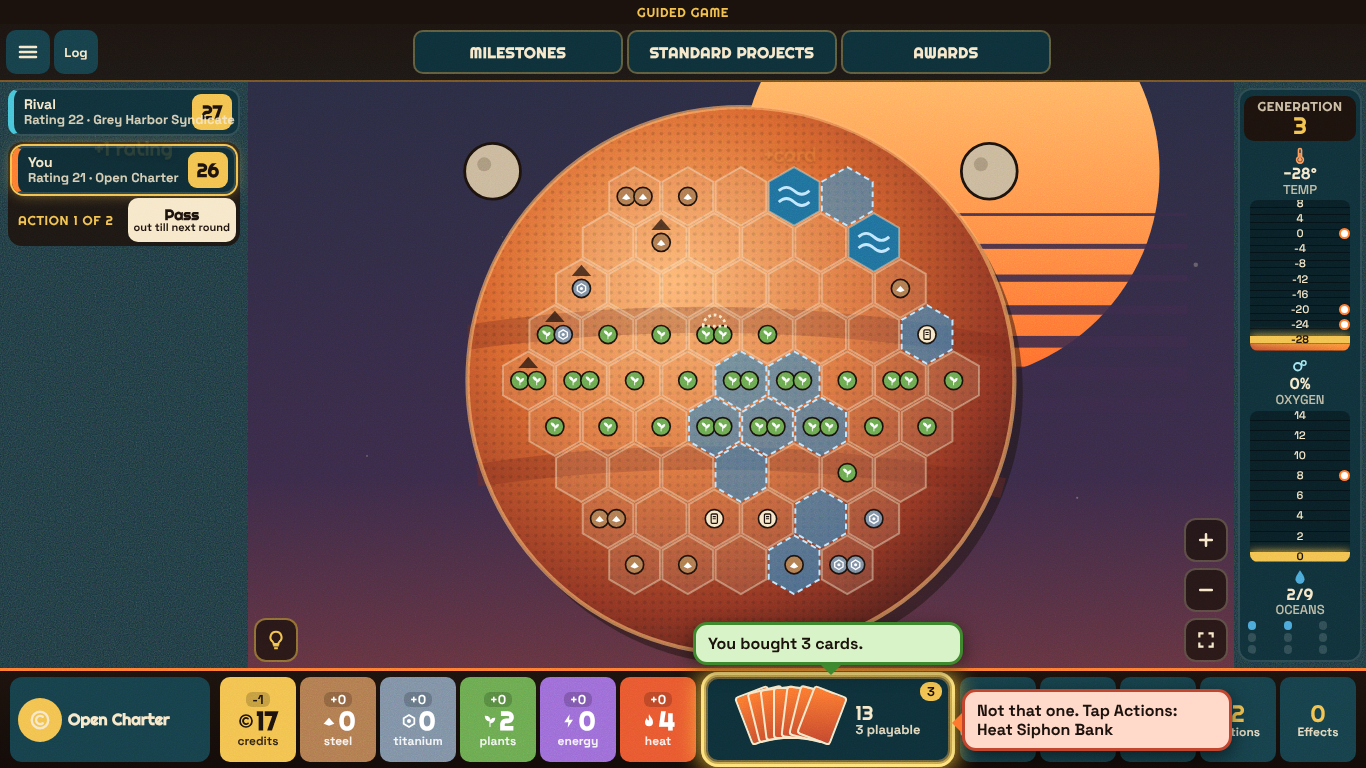 GUIDED GAME
Log
MILESTONES
STANDARD PROJECTS
AWARDS
Rival
Rating 22 · Grey Harbor Syndicate
27
+1 rating
You
Rating 21 · Open Charter
26
ACTION 1 OF 2
Pass
out till next round
GENERATION
3
-28°
TEMP
8
4
0
-4
-8
-12
-16
-20
-24
-28
0%
OXYGEN
14
12
10
8
6
4
2
0
2/9
OCEANS
You bought 3 cards.
© Open Charter
-1
© 17
credits
+0
0
steel
+0
0
titanium
+0
2
plants
+0
0
energy
+0
4
heat
3
13
3 playable
Not that one. Tap Actions:
Heat Siphon Bank
2
tions
0
Effects